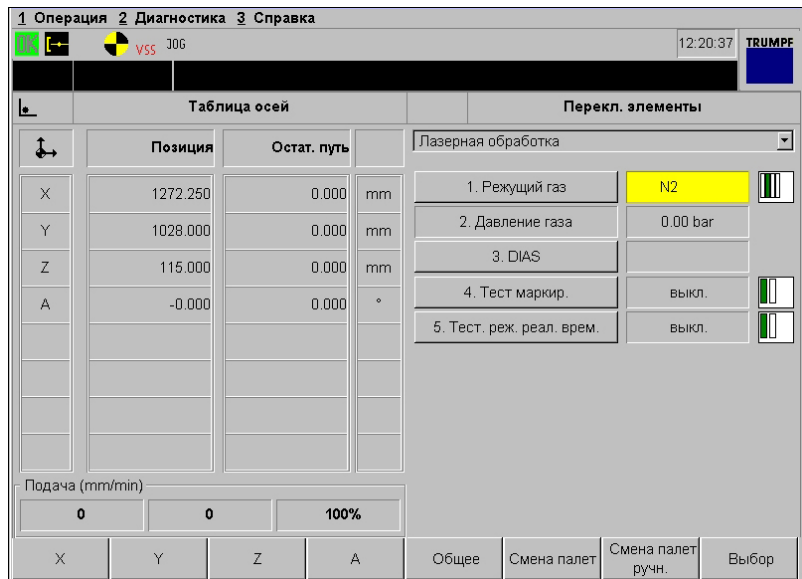 1 Операция 2 Диагностика 3 Справка
OK VSS JOG 12:20:37 TRUMPF
Таблица осей Перекл. элементы
Позиция Остат. путь Лазерная обработка
X 1272.250 0.000 mm 1. Режущий газ N2
Y 1028.000 0.000 mm 2. Давление газа 0.00 bar
Z 115.000 0.000 mm 3. DIAS
A -0.000 0.000 ° 4. Тест маркир. выкл.
5. Тест. реж. реал. врем. выкл.
Подача (mm/min)
0 0 100%
X Y Z A Общее Смена палет Смена палет ручн. Выбор